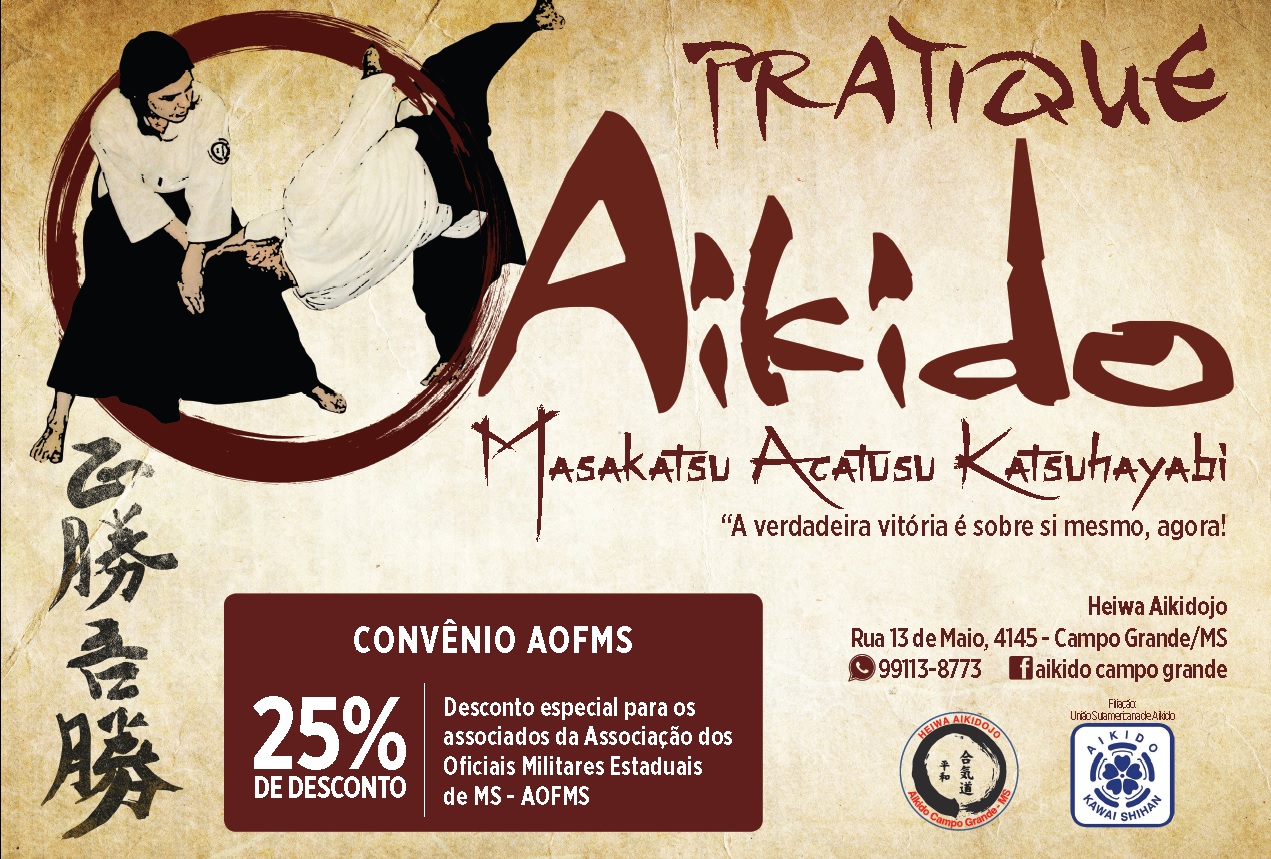 PRATIQUE
Aikido
Masakatsu Acatusu Katsuhayabi
“A verdadeira vitória é sobre si mesmo, agora!
正
勝
吾
勝
CONVÊNIO AOFMS
25%
DE DESCONTO
Desconto especial para os
associados da Associação dos
Oficiais Militares Estaduais
de MS - AOFMS
Heiwa Aikidojo
Rua 13 de Maio, 4145 - Campo Grande/MS
99113-8773 aikido campo grande
HEIWA AIKIDOJO
合氣道
平和
Aikido Campo Grande - MS
Filiação:
União Sulamericana de Aikido
AIKIDO
KAWAI SHIHAN